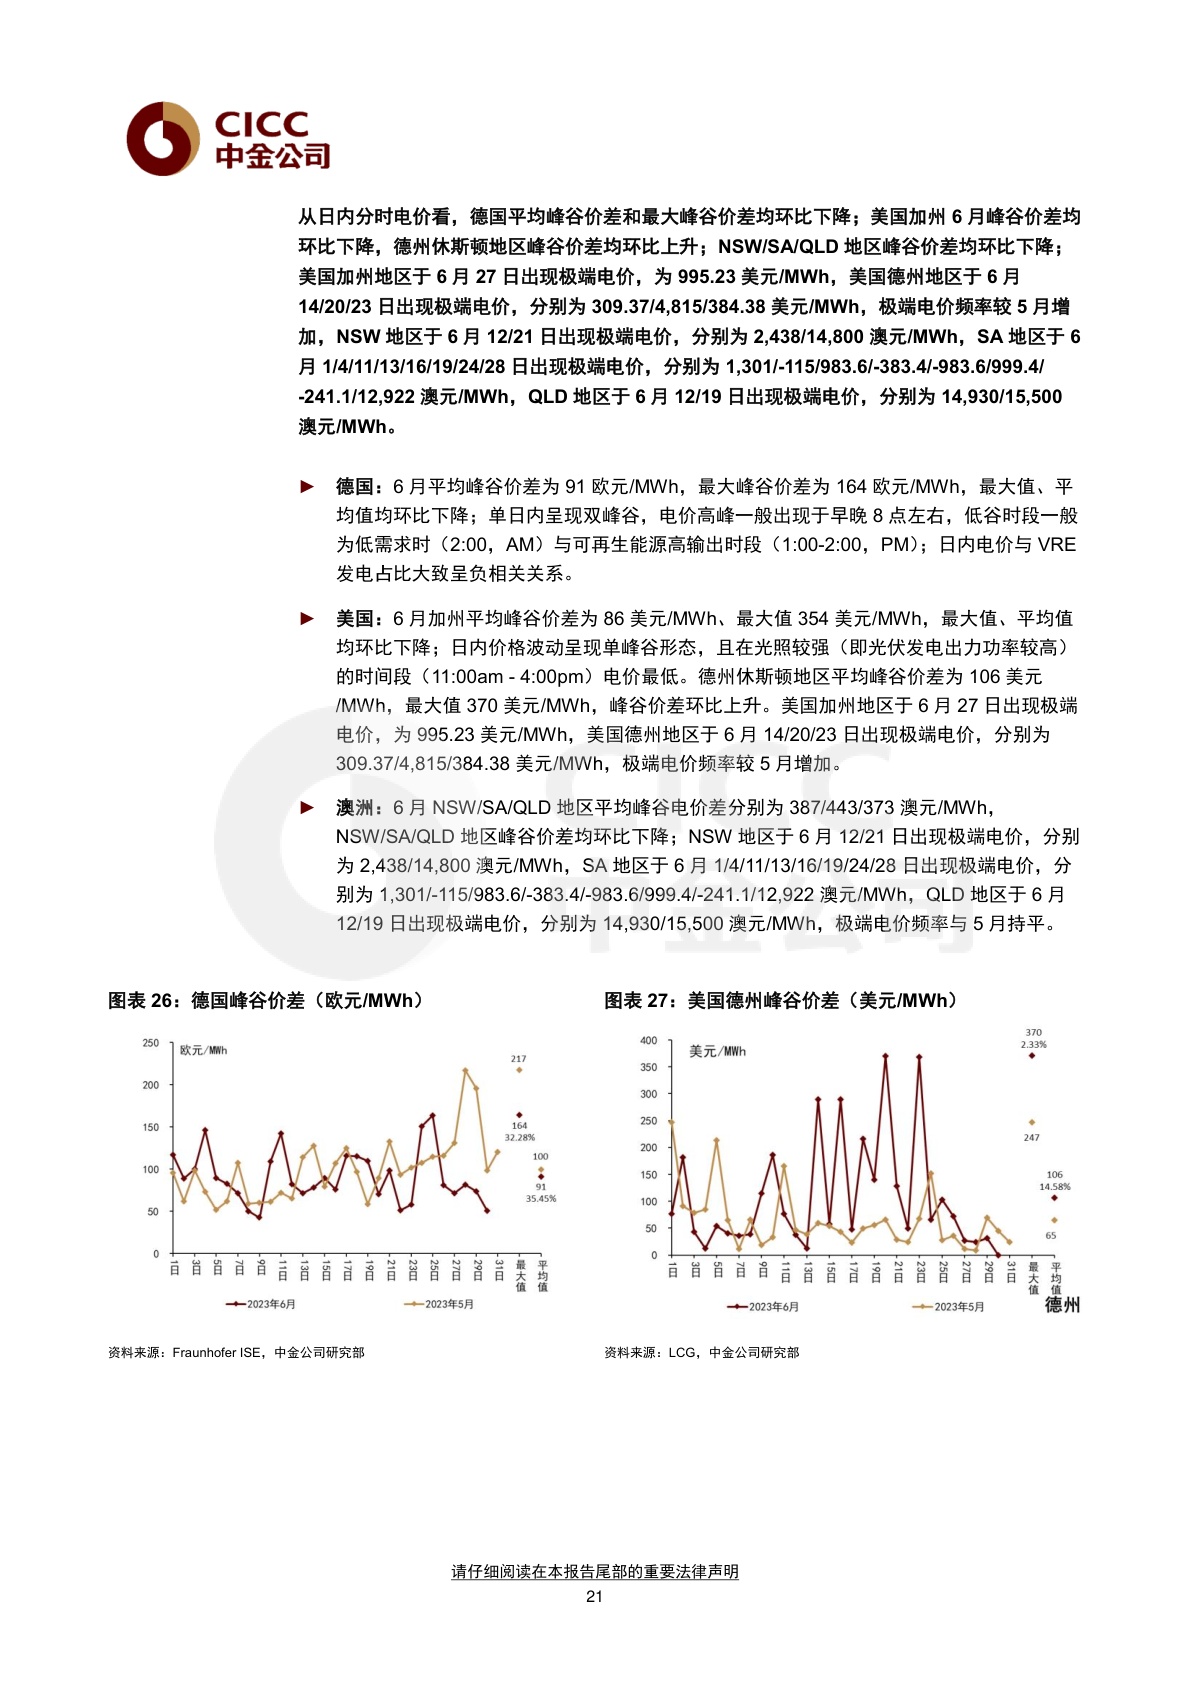 CICC
中金公司
从日内分时电价看，德国平均峰谷价差和最大峰谷价差均环比下降；美国加州 6 月峰谷价差均
环比下降，德州休斯顿地区峰谷价差均环比上升；NSW/SA/QLD 地区峰谷价差均环比下降；
美国加州地区于 6 月 27 日出现极端电价，为 995.23 美元/MWh，美国德州地区于 6 月
14/20/23 日出现极端电价，分别为 309.37/4,815/384.38 美元/MWh，极端电价频率较 5 月增
加，NSW 地区于 6 月 12/21 日出现极端电价，分别为 2,438/14,800 澳元/MWh，SA 地区于 6
月 1/4/11/13/16/19/24/28 日出现极端电价，分别为 1,301/-115/983.6/-383.4/-983.6/999.4/
-241.1/12,922 澳元/MWh，QLD 地区于 6 月 12/19 日出现极端电价，分别为 14,930/15,500
澳元/MWh。
► 德国：6 月平均峰谷价差为 91 欧元/MWh，最大峰谷价差为 164 欧元/MWh，最大值、平
均值均环比下降；单日内呈现双峰谷，电价高峰一般出现于早晚 8 点左右，低谷时段一般
为低需求时（2:00，AM）与可再生能源高输出时段（1:00-2:00，PM）；日内电价与 VRE
发电占比大致呈负相关关系。
► 美国：6 月加州平均峰谷价差为 86 美元/MWh、最大值 354 美元/MWh，最大值、平均值
均环比下降；日内价格波动呈现单峰谷形态，且在光照较强（即光伏发电出力功率较高）
的时间段（11:00am - 4:00pm）电价最低。德州休斯顿地区平均峰谷价差为 106 美元
/MWh，最大值 370 美元/MWh，峰谷价差环比上升。美国加州地区于 6 月 27 日出现极端
电价，为 995.23 美元/MWh，美国德州地区于 6 月 14/20/23 日出现极端电价，分别为
309.37/4,815/384.38 美元/MWh，极端电价频率较 5 月增加。
► 澳洲：6 月 NSW/SA/QLD 地区平均峰谷电价差分别为 387/443/373 澳元/MWh，
NSW/SA/QLD 地区峰谷价差均环比下降；NSW 地区于 6 月 12/21 日出现极端电价，分别
为 2,438/14,800 澳元/MWh，SA 地区于 6 月 1/4/11/13/16/19/24/28 日出现极端电价，分
别为 1,301/-115/983.6/-383.4/-983.6/999.4/-241.1/12,922 澳元/MWh，QLD 地区于 6 月
12/19 日出现极端电价，分别为 14,930/15,500 澳元/MWh，极端电价频率与 5 月持平。
CICC
中金公司
图表 26：德国峰谷价差（欧元/MWh）
欧元/MWh
250
200
150
100
50
0
217
164
32.28%
100
91
35.45%
1日 3日 5日 7日 9日 11日 13日 15日 17日 19日 21日 23日 25日 27日 29日 31日 最大值 平均值
2023年6月 2023年5月
资料来源：Fraunhofer ISE，中金公司研究部
图表 27：美国德州峰谷价差（美元/MWh）
美元/MWh
400
350
300
250
200
150
100
50
0
370
2.33%
247
106
14.58%
65
1日 3日 5日 7日 9日 11日 13日 15日 17日 19日 21日 23日 25日 27日 29日 31日 最大值 平均值
德州
2023年6月 2023年5月
资料来源：LCG，中金公司研究部
请仔细阅读在本报告尾部的重要法律声明
21